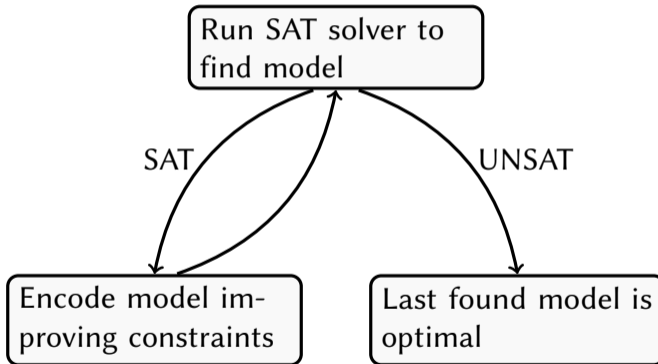 Run SAT solver to
find model
SAT
UNSAT
Encode model im-
proving constraints
Last found model is
optimal